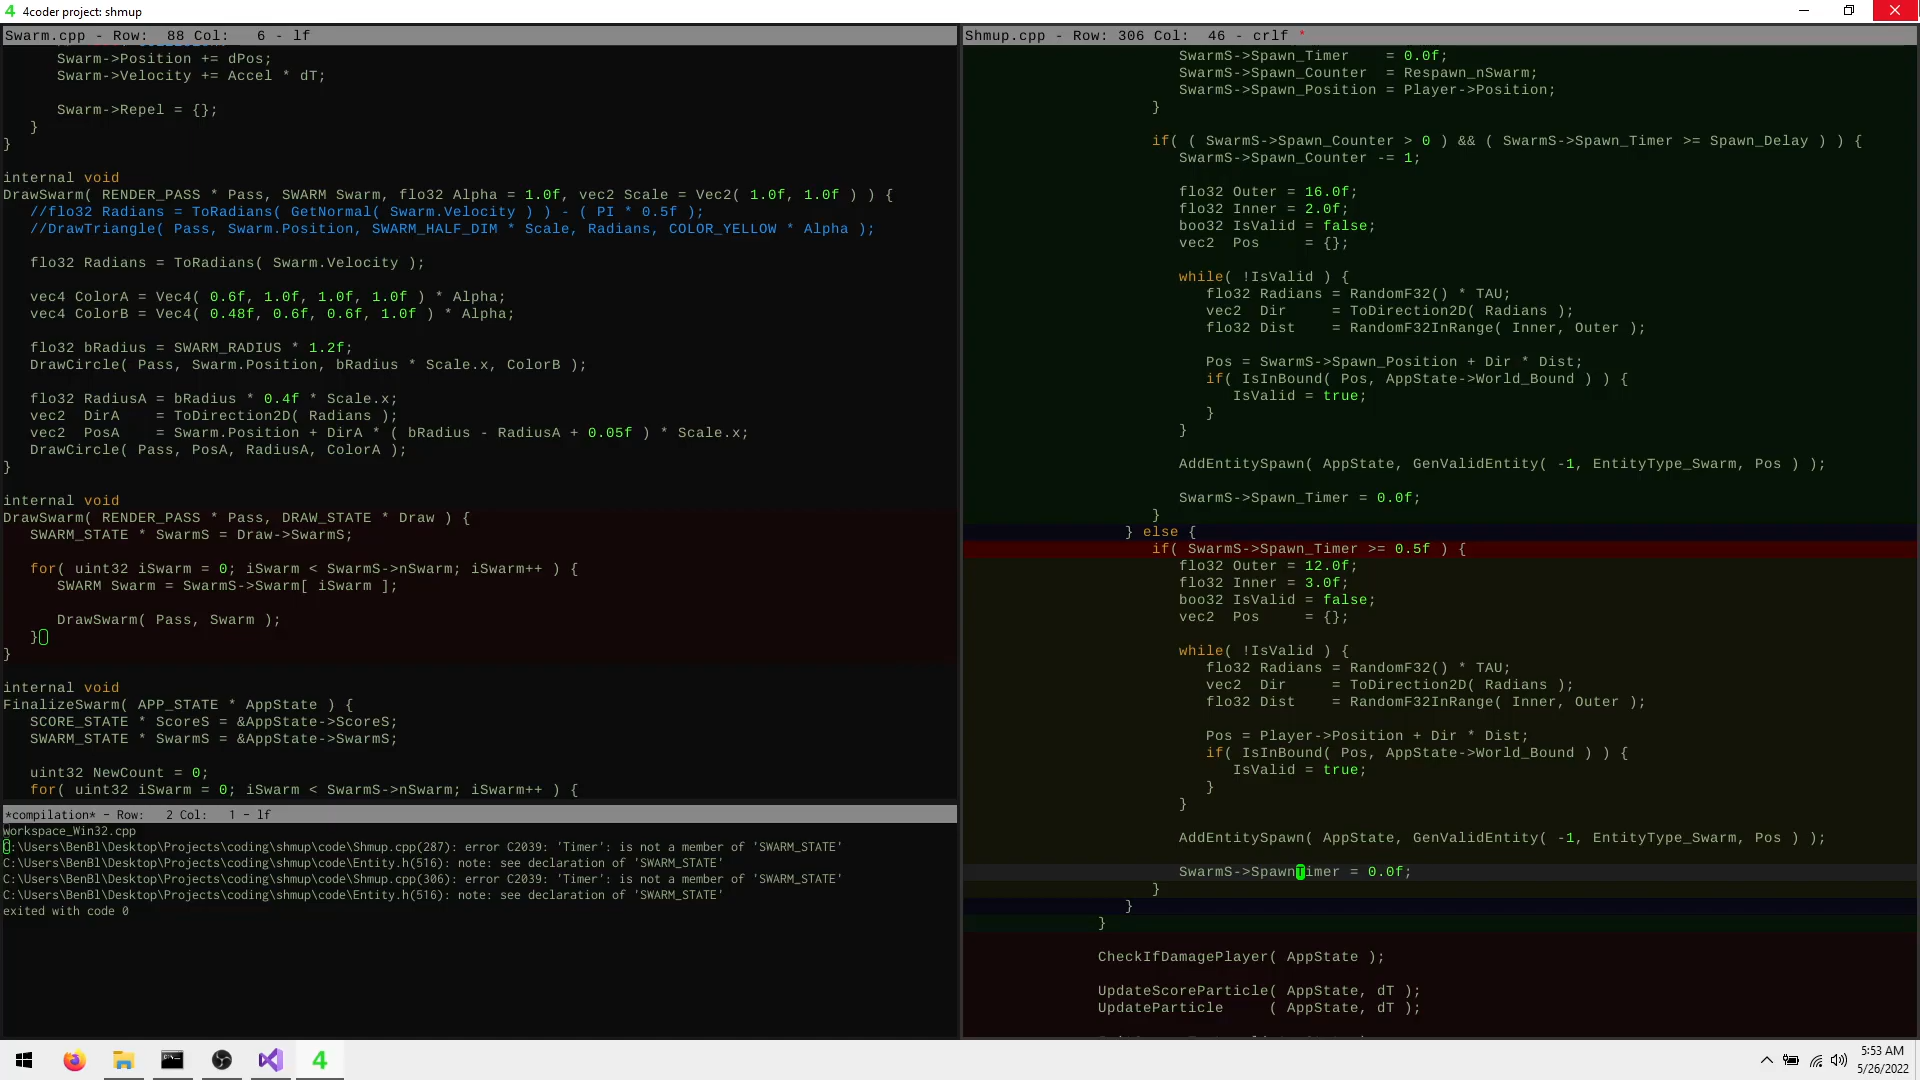 4coder project: shmup
Swarm.cpp - Row:  88 Col:   6 - lf
Swarm->Position += dPos;
Swarm->Velocity += Accel * dT;
Swarm->Repel = {};
}
}
internal void
DrawSwarm( RENDER_PASS * Pass, SWARM Swarm, flo32 Alpha = 1.0f, vec2 Scale = Vec2( 1.0f, 1.0f ) ) {
//flo32 Radians = ToRadians( GetNormal( Swarm.Velocity ) ) - ( PI * 0.5f );
//DrawTriangle( Pass, Swarm.Position, SWARM_HALF_DIM * Scale, Radians, COLOR_YELLOW * Alpha );
flo32 Radians = ToRadians( Swarm.Velocity );
vec4 ColorA = Vec4( 0.6f, 1.0f, 1.0f, 1.0f ) * Alpha;
vec4 ColorB = Vec4( 0.48f, 0.6f, 0.6f, 1.0f ) * Alpha;
flo32 bRadius = SWARM_RADIUS * 1.2f;
DrawCircle( Pass, Swarm.Position, bRadius * Scale.x, ColorB );
flo32 RadiusA = bRadius * 0.4f * Scale.x;
vec2  DirA    = ToDirection2D( Radians );
vec2  PosA    = Swarm.Position + DirA * ( bRadius - RadiusA + 0.05f ) * Scale.x;
DrawCircle( Pass, PosA, RadiusA, ColorA );
}
internal void
DrawSwarm( RENDER_PASS * Pass, DRAW_STATE * Draw ) {
SWARM_STATE * SwarmS = Draw->SwarmS;
for( uint32 iSwarm = 0; iSwarm < SwarmS->nSwarm; iSwarm++ ) {
SWARM Swarm = SwarmS->Swarm[ iSwarm ];
DrawSwarm( Pass, Swarm );
}
}
internal void
FinalizeSwarm( APP_STATE * AppState ) {
SCORE_STATE * ScoreS = &AppState->ScoreS;
SWARM_STATE * SwarmS = &AppState->SwarmS;
uint32 NewCount = 0;
for( uint32 iSwarm = 0; iSwarm < SwarmS->nSwarm; iSwarm++ ) {
*compilation* - Row:   2 Col:   1 - lf
Workspace_Win32.cpp
C:\Users\BenBl\Desktop\Projects\coding\shmup\code\Shmup.cpp(287): error C2039: 'Timer': is not a member of 'SWARM_STATE'
C:\Users\BenBl\Desktop\Projects\coding\shmup\code\Entity.h(516): note: see declaration of 'SWARM_STATE'
C:\Users\BenBl\Desktop\Projects\coding\shmup\code\Shmup.cpp(306): error C2039: 'Timer': is not a member of 'SWARM_STATE'
C:\Users\BenBl\Desktop\Projects\coding\shmup\code\Entity.h(516): note: see declaration of 'SWARM_STATE'
exited with code 0
Shmup.cpp - Row: 306 Col:  46 - crlf *
SwarmS->Spawn_Timer    = 0.0f;
SwarmS->Spawn_Counter  = Respawn_nSwarm;
SwarmS->Spawn_Position = Player->Position;
}
if( ( SwarmS->Spawn_Counter > 0 ) && ( SwarmS->Spawn_Timer >= Spawn_Delay ) ) {
SwarmS->Spawn_Counter -= 1;
flo32 Outer = 16.0f;
flo32 Inner = 2.0f;
boo32 IsValid = false;
vec2  Pos     = {};
while( !IsValid ) {
flo32 Radians = RandomF32() * TAU;
vec2  Dir     = ToDirection2D( Radians );
flo32 Dist    = RandomF32InRange( Inner, Outer );
Pos = SwarmS->Spawn_Position + Dir * Dist;
if( IsInBound( Pos, AppState->World_Bound ) ) {
IsValid = true;
}
}
AddEntitySpawn( AppState, GenValidEntity( -1, EntityType_Swarm, Pos ) );
SwarmS->Spawn_Timer = 0.0f;
}
} else {
if( SwarmS->Spawn_Timer >= 0.5f ) {
flo32 Outer = 12.0f;
flo32 Inner = 3.0f;
boo32 IsValid = false;
vec2  Pos     = {};
while( !IsValid ) {
flo32 Radians = RandomF32() * TAU;
vec2  Dir     = ToDirection2D( Radians );
flo32 Dist    = RandomF32InRange( Inner, Outer );
Pos = Player->Position + Dir * Dist;
if( IsInBound( Pos, AppState->World_Bound ) ) {
IsValid = true;
}
}
AddEntitySpawn( AppState, GenValidEntity( -1, EntityType_Swarm, Pos ) );
SwarmS->SpawnTimer = 0.0f;
}
}
}
CheckIfDamagePlayer( AppState );
UpdateScoreParticle( AppState, dT );
UpdateParticle     ( AppState, dT );
5:53 AM
5/26/2022